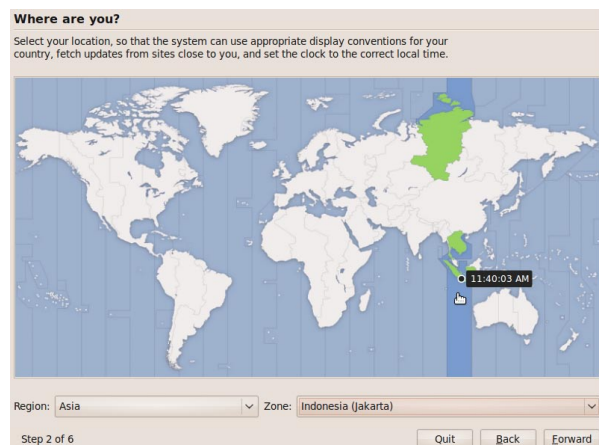 Where are you?
Select your location, so that the system can use appropriate display conventions for your
country, fetch updates from sites close to you, and set the clock to the correct local time.
11:40:03 AM
Region: Asia Zone: Indonesia (Jakarta)
Step 2 of 6 Quit Back Forward